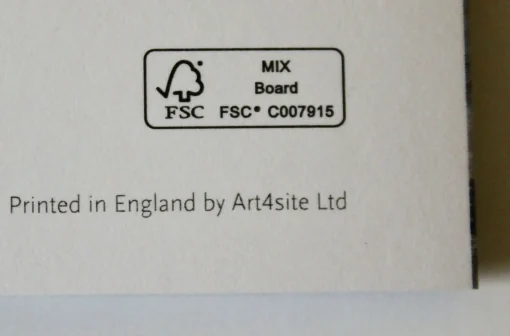 MIX
Board
FSC FSC® C007915
Printed in England by Art4site Ltd